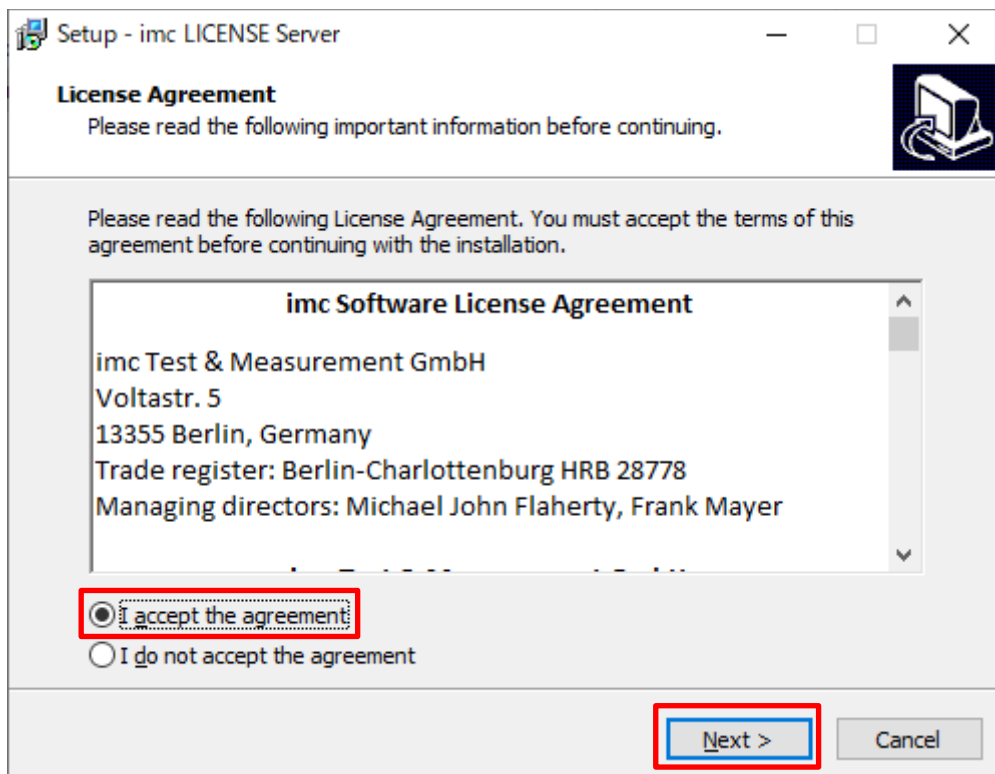 Setup - imc LICENSE Server
License Agreement
Please read the following important information before continuing.
Please read the following License Agreement. You must accept the terms of this
agreement before continuing with the installation.
imc Software License Agreement
imc Test & Measurement GmbH
Voltastr. 5
13355 Berlin, Germany
Trade register: Berlin-Charlottenburg HRB 28778
Managing directors: Michael John Flaherty, Frank Mayer
I accept the agreement
I do not accept the agreement
Next >
Cancel